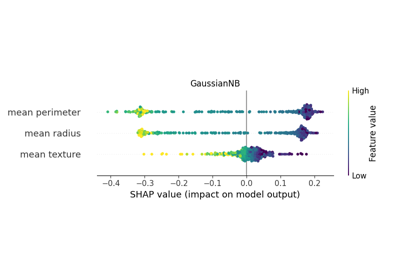 GaussianNB
High
mean perimeter
mean radius
mean texture
Feature value
Low
−0.4 −0.3 −0.2 −0.1 0.0 0.1 0.2
SHAP value (impact on model output)